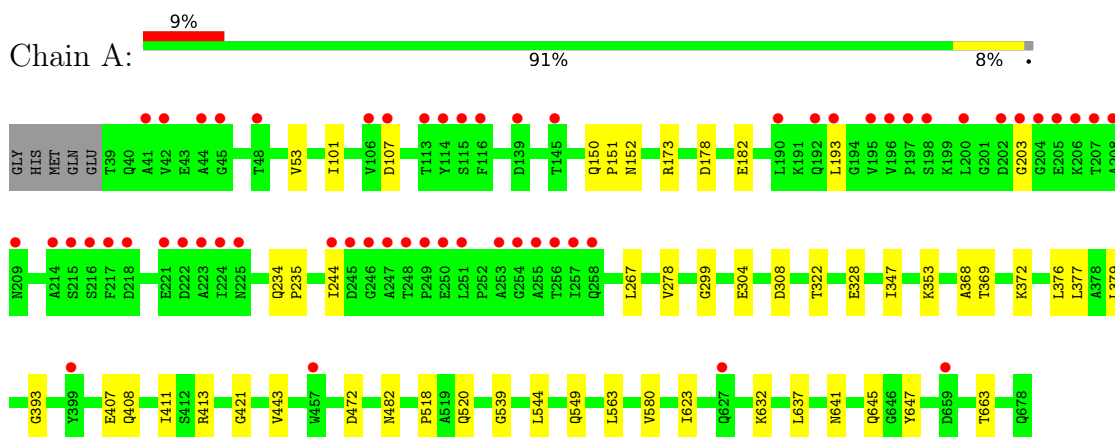 9%
Chain A:
91% 8% •
GLY HIS MET GLN GLU T39 Q40 A41 V42 E43 A44 G45 T48 V53 I101 V106 D107 T113 Y114 S115 F116 D139 T145 Q150 P151 N152 R173 D178 E182 L190 K191 Q192 L193 G194 V195 V196 P197 S198 K199 L200 G201 D202 G203 G204 E205 K206 T207 A208
N209 A214 S215 S216 F217 D218 E221 D222 A223 I224 N225 Q234 P235 I244 D245 G246 A247 T248 P249 E250 L251 P252 A253 G254 A255 T256 I257 Q258 L267 V278 G299 E304 D308 T322 E328 I347 K353 A368 T369 K372 L376 L377 A378 L379
G393 Y399 E407 Q408 I411 S412 R413 G421 V443 W457 D472 N482 P518 A519 Q520 G539 L544 Q549 L563 V580 I623 Q627 K632 L637 N641 Q645 G646 Y647 D659 T663 Q678